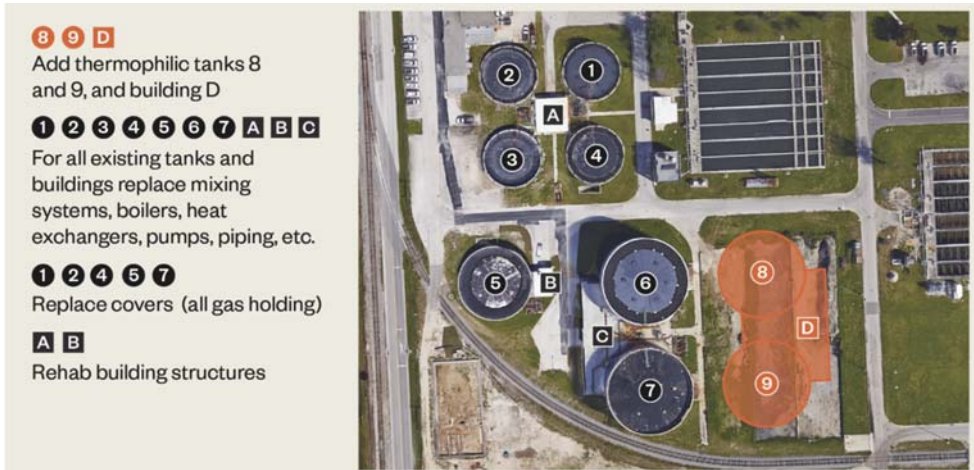 8 9 D
Add thermophilic tanks 8
and 9, and building D
1 2 3 4 5 6 7 A B C
For all existing tanks and
buildings replace mixing
systems, boilers, heat
exchangers, pumps, piping, etc.
1 2 4 5 7
Replace covers (all gas holding)
A B
Rehab building structures
2
1
A
3
4
5
B
6
8
C
D
7
9